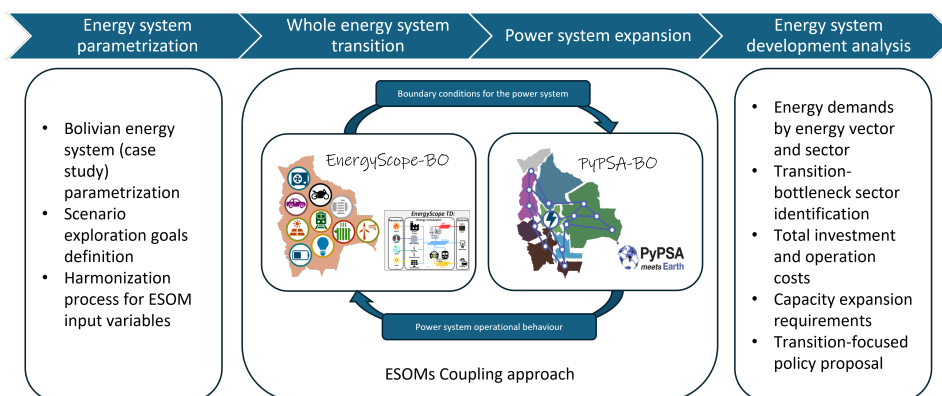 Energy system
parametrization
Whole energy system
transition
Power system expansion
Energy system
development analysis
• Bolivian energy
system (case
study)
parametrization
• Scenario
exploration goals
definition
• Harmonization
process for ESOM
input variables
Boundary conditions for the power system
EnergyScope-BO
EnergyScope TD:
PyPSA-BO
PyPSA
meets Earth
Power system operational behaviour
ESOMs Coupling approach
• Energy demands
by energy vector
and sector
• Transition-
bottleneck sector
identification
• Total investment
and operation
costs
• Capacity expansion
requirements
• Transition-focused
policy proposal